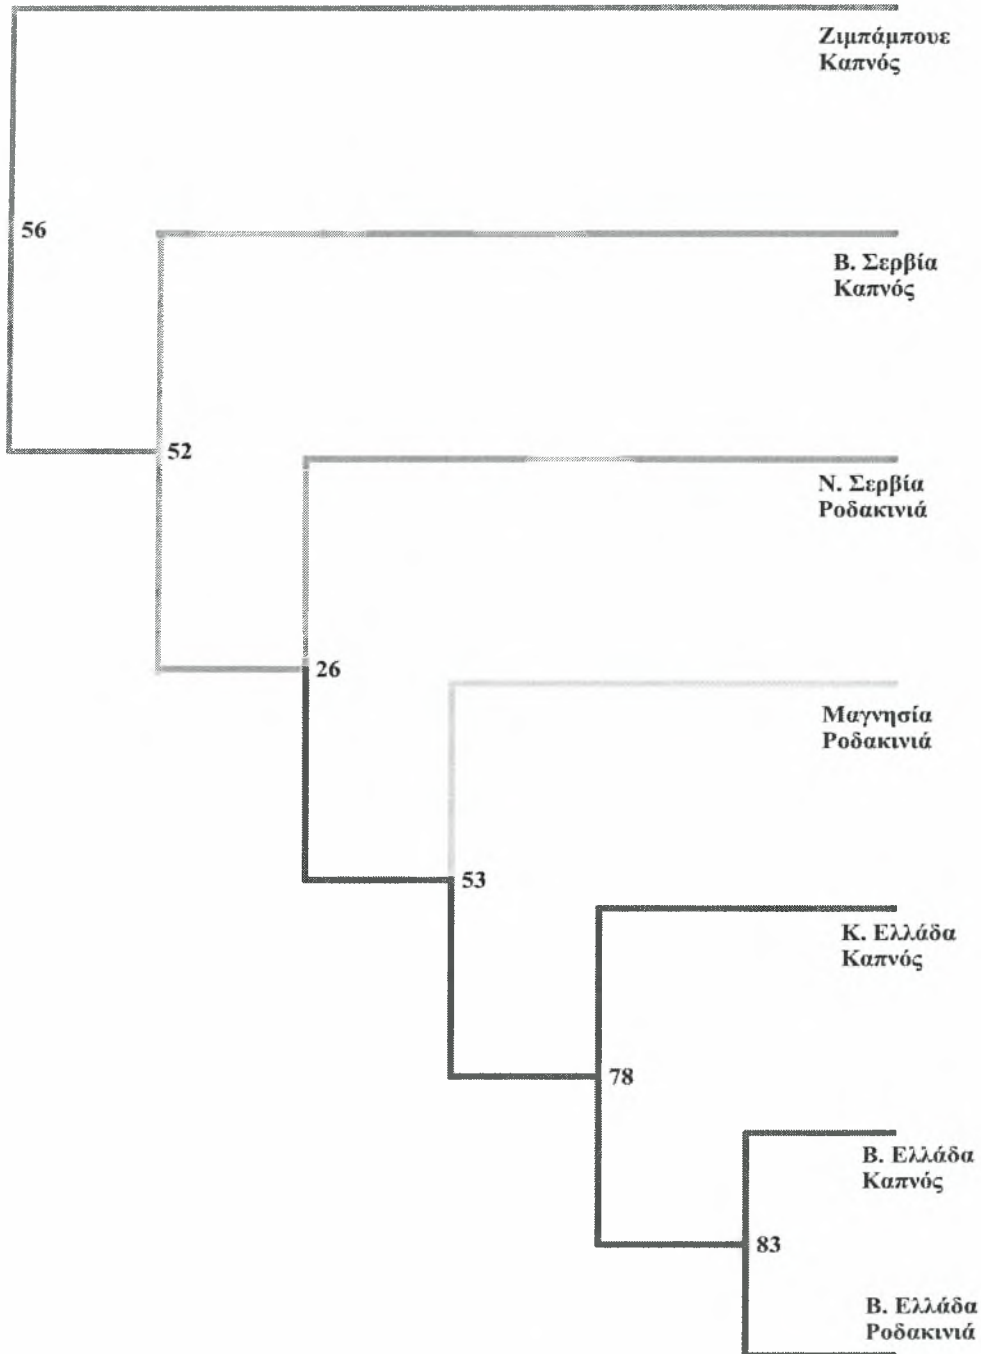 Ζιμπάμπουε
Καπνός
56
Β. Σερβία
Καπνός
52
Ν. Σερβία
Ροδακινιά
26
Μαγνησία
Ροδακινιά
53
Κ. Ελλάδα
Καπνός
78
Β. Ελλάδα
Καπνός
83
Β. Ελλάδα
Ροδακινιά